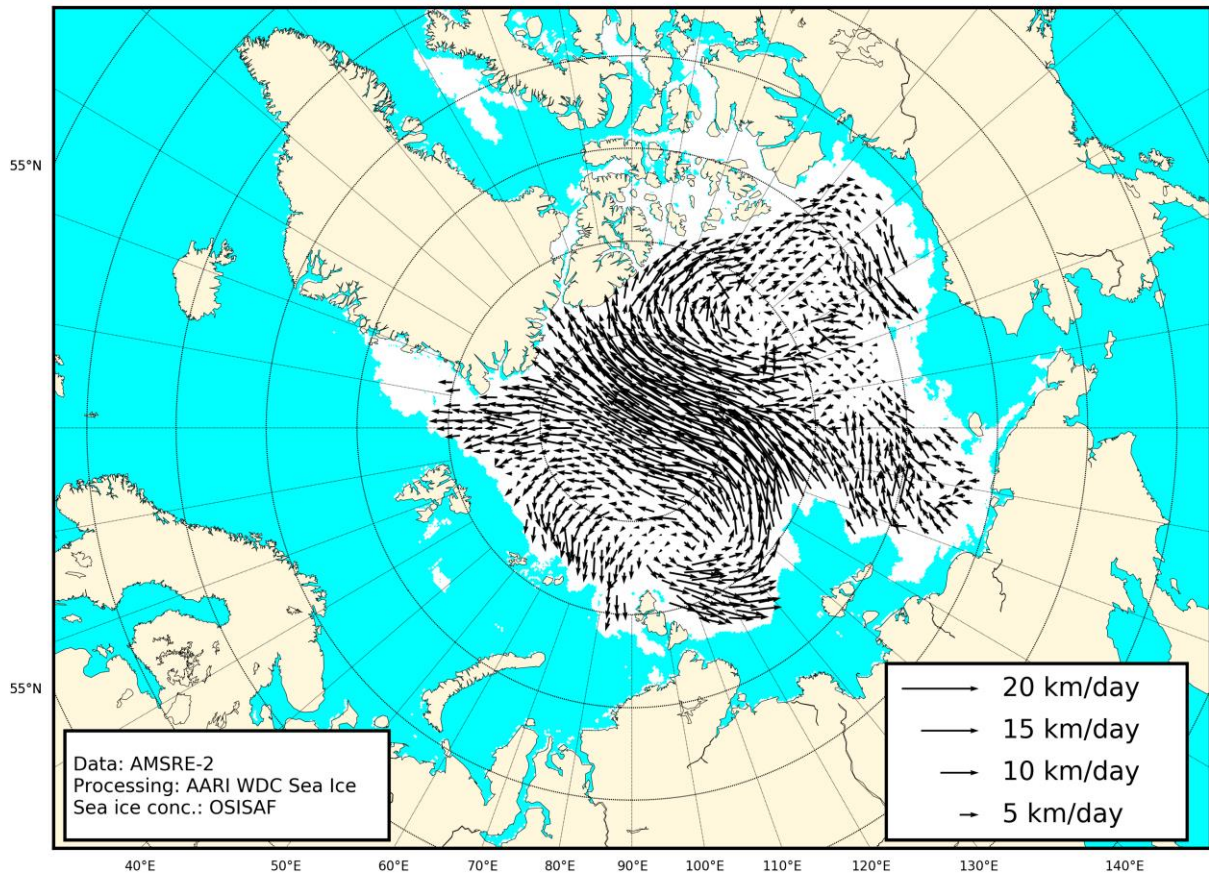 55°N
55°N
20 km/day
15 km/day
10 km/day
5 km/day
Data: AMSRE-2
Processing: AARI WDC Sea Ice
Sea ice conc.: OSISAF
40°E 50°E 60°E 70°E 80°E 90°E 100°E 110°E 120°E 130°E 140°E